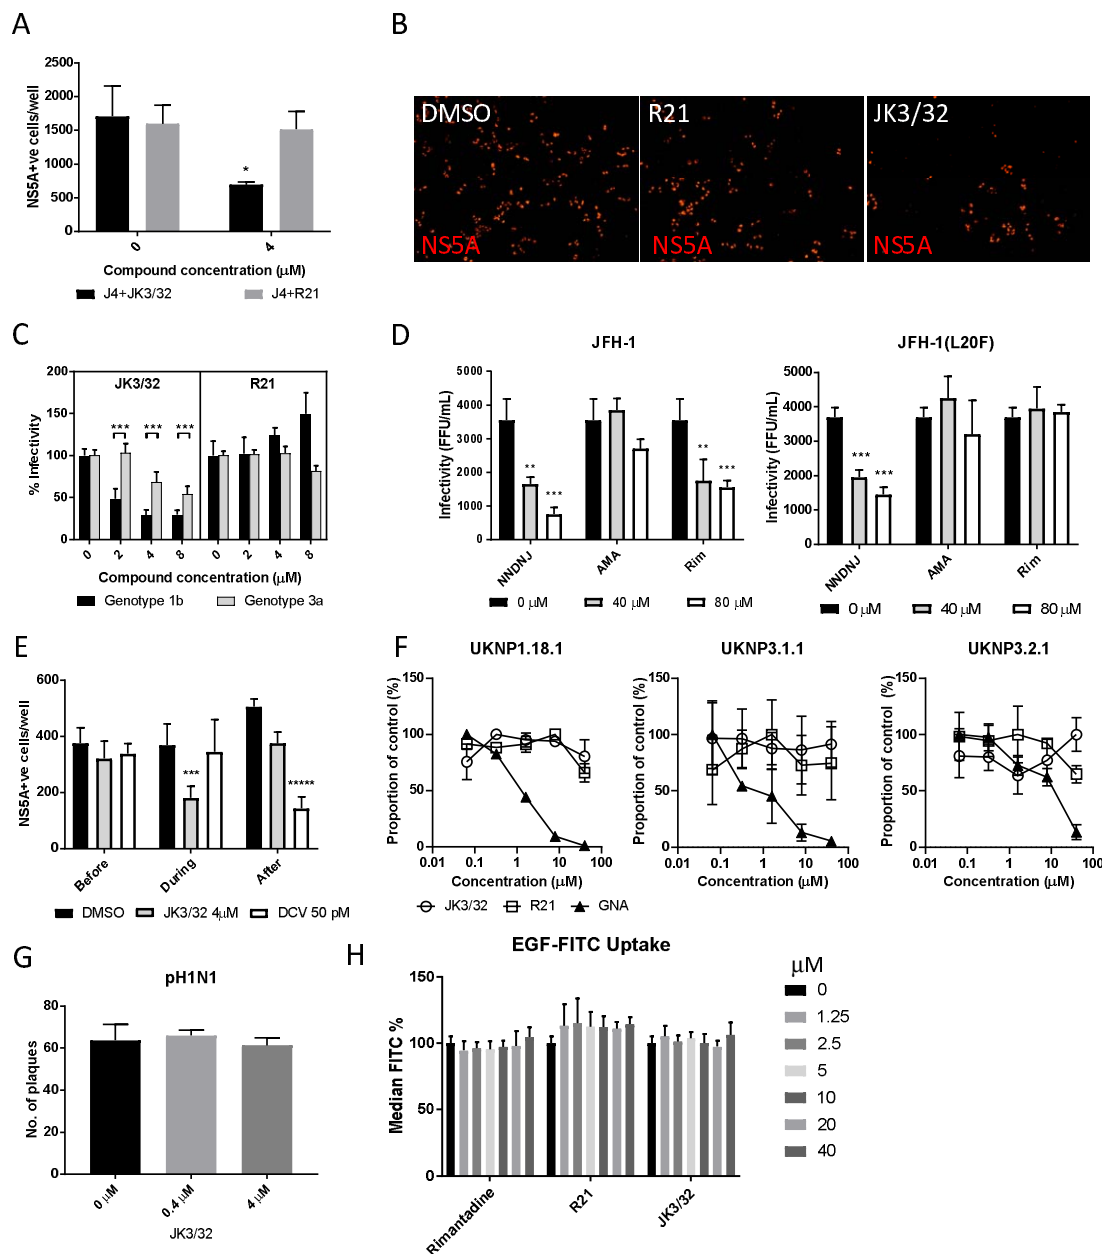 A
2500
2000
1500
1000
500
0
NS5A+ve cells/well
*
0
4
Compound concentration (μM)
J4+JK3/32
J4+R21
B
DMSO
NS5A
R21
NS5A
JK3/32
NS5A
C
200
150
100
50
0
% Infectivity
JK3/32
R21
***
***
***
0
2
4
8
0
2
4
8
Compound concentration (μM)
Genotype 1b
Genotype 3a
D
JFH-1
5000
4000
3000
2000
1000
0
Infectivity (FFU/mL)
**
***
**
***
NNDNJ
AMA
Rim
0 μM
40 μM
80 μM
JFH-1(L20F)
5000
4000
3000
2000
1000
0
Infectivity (FFU/mL)
***
***
NNDNJ
AMA
Rim
0 μM
40 μM
80 μM
E
600
400
200
0
NS5A+ve cells/well
***
*****
Before
During
After
DMSO
JK3/32 4μM
DCV 50 pM
F
UKNP1.18.1
150
100
50
0
Proportion of control (%)
0.01
0.1
1
10
100
Concentration (μM)
UKNP3.1.1
150
100
50
0
Proportion of control (%)
0.01
0.1
1
10
100
Concentration (μM)
UKNP3.2.1
150
100
50
0
Proportion of control (%)
0.01
0.1
1
10
100
Concentration (μM)
JK3/32
R21
GNA
G
pH1N1
80
60
40
20
0
No. of plaques
0 μM
0.4 μM
4 μM
JK3/32
H
EGF-FITC Uptake
150
100
50
0
Median FITC %
Rimantadine
R21
JK3/32
μM
0
1.25
2.5
5
10
20
40